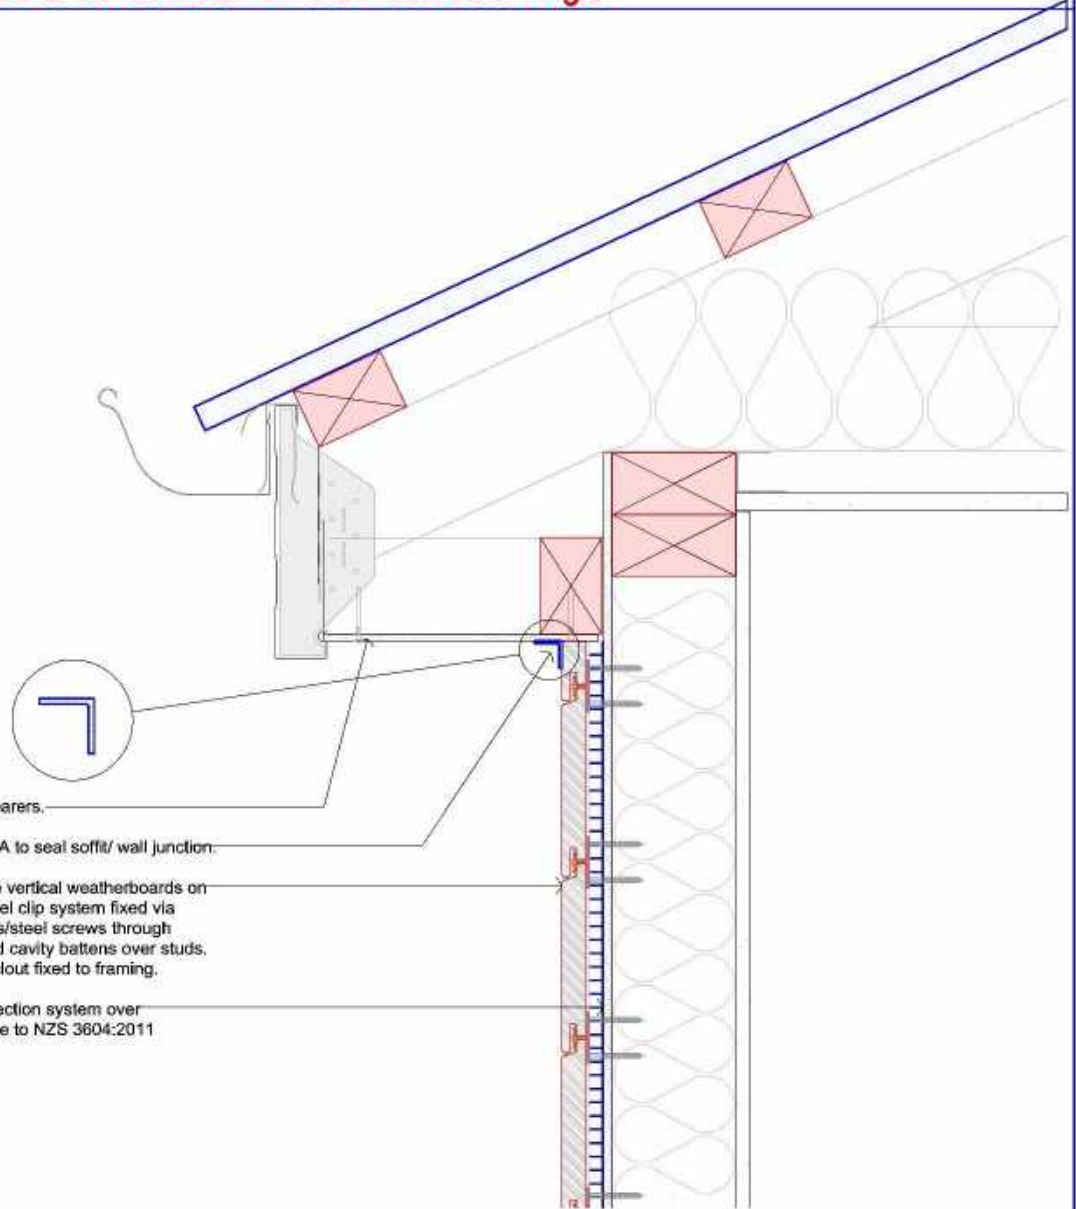 arers.
A to seal soffit/ wall junction.
vertical weatherboards on
el clip system fixed via
s/steel screws through
d cavity battens over studs.
lout fixed to framing.
ection system over
e to NZS 3604:2011